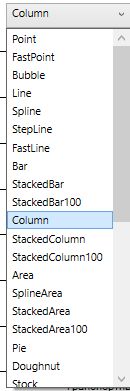 Column
Point
FastPoint
Bubble
Line
Spline
StepLine
FastLine
Bar
StackedBar
StackedBar100
Column
StackedColumn
StackedColumn100
Area
SplineArea
StackedArea
StackedArea100
Pie
Doughnut
Stock